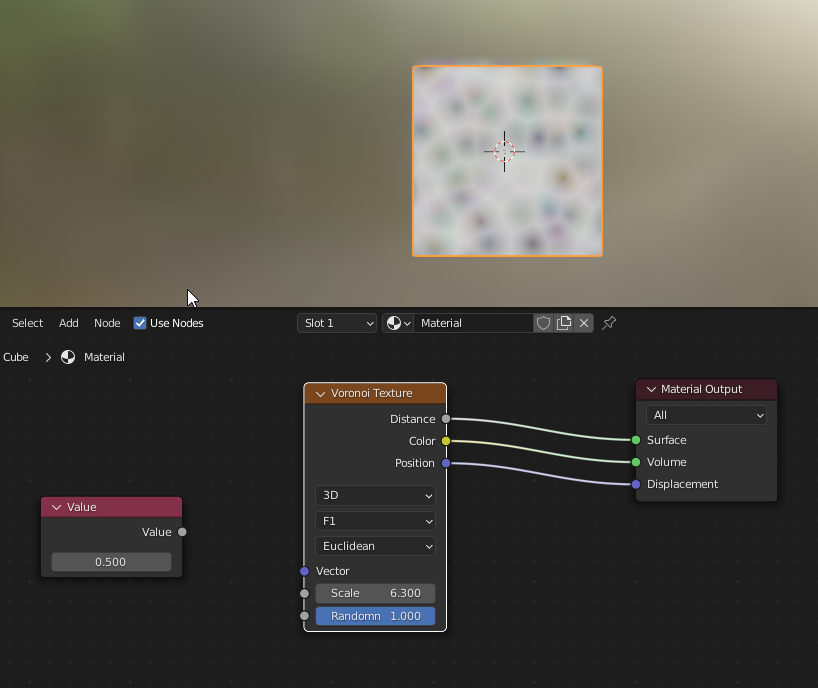 Select Add Node Use Nodes Slot 1 Material
Cube > Material
Voronoi Texture
Distance
Color
Position
3D
F1
Euclidean
Vector
Scale 6.300
Randomn 1.000
Value
Value
0.500
Material Output
All
Surface
Volume
Displacement